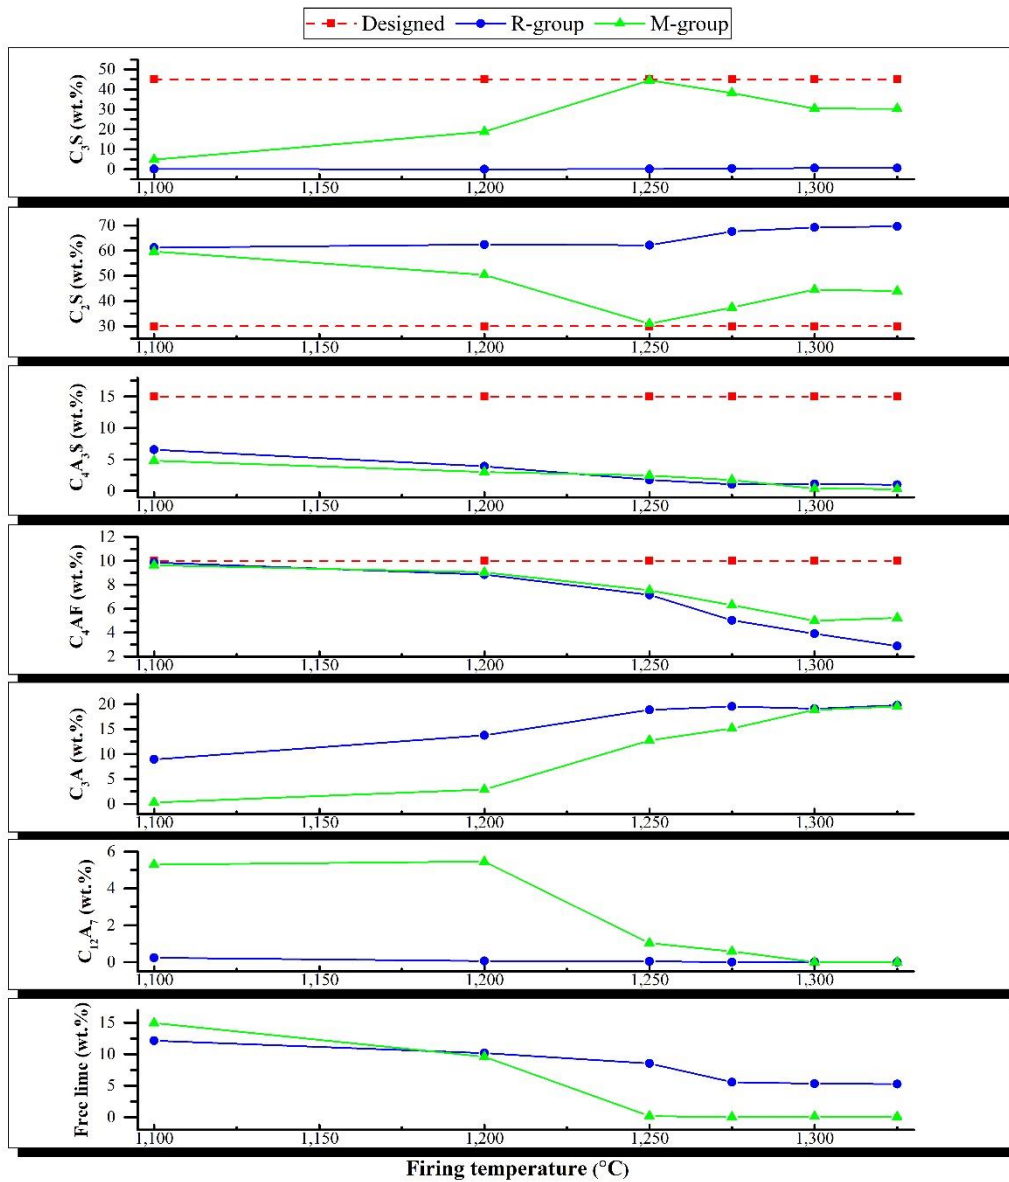 Designed R-group M-group
C₃S (wt.%)
50
40
30
20
10
0
1,100 1,150 1,200 1,250 1,300
C₂S (wt.%)
70
60
50
40
30
1,100 1,150 1,200 1,250 1,300
C₄A₃S (wt.%)
15
10
5
0
1,100 1,150 1,200 1,250 1,300
C₄AF (wt.%)
12
10
8
6
4
2
1,100 1,150 1,200 1,250 1,300
C₃A (wt.%)
20
15
10
5
0
1,100 1,150 1,200 1,250 1,300
C₁₂A₇ (wt.%)
6
4
2
0
1,100 1,150 1,200 1,250 1,300
Free lime (wt.%)
15
10
5
0
1,100 1,150 1,200 1,250 1,300
Firing temperature (°C)